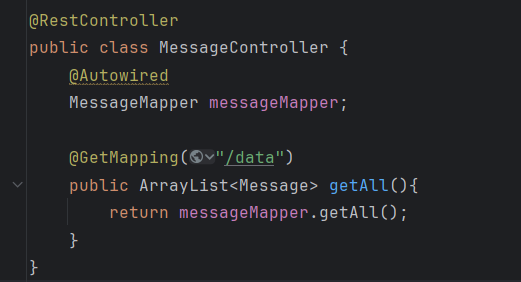 @RestController
public class MessageController {
    @Autowired
    MessageMapper messageMapper;

    @GetMapping("/data")
    public ArrayList<Message> getAll(){
        return messageMapper.getAll();
    }
}